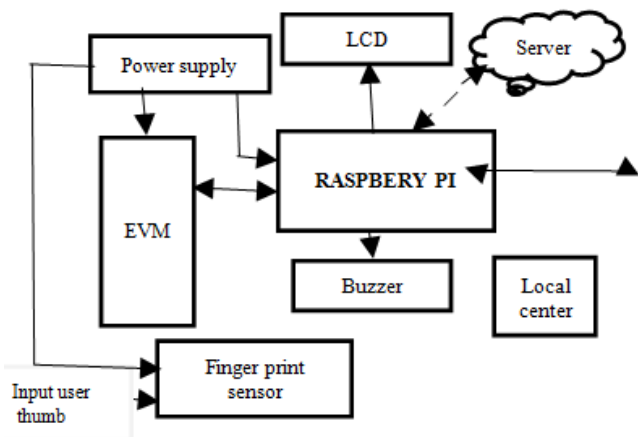 LCD
Server
Power supply
RASPBERY PI
EVM
Buzzer
Local
center
Finger print
sensor
Input user
thumb